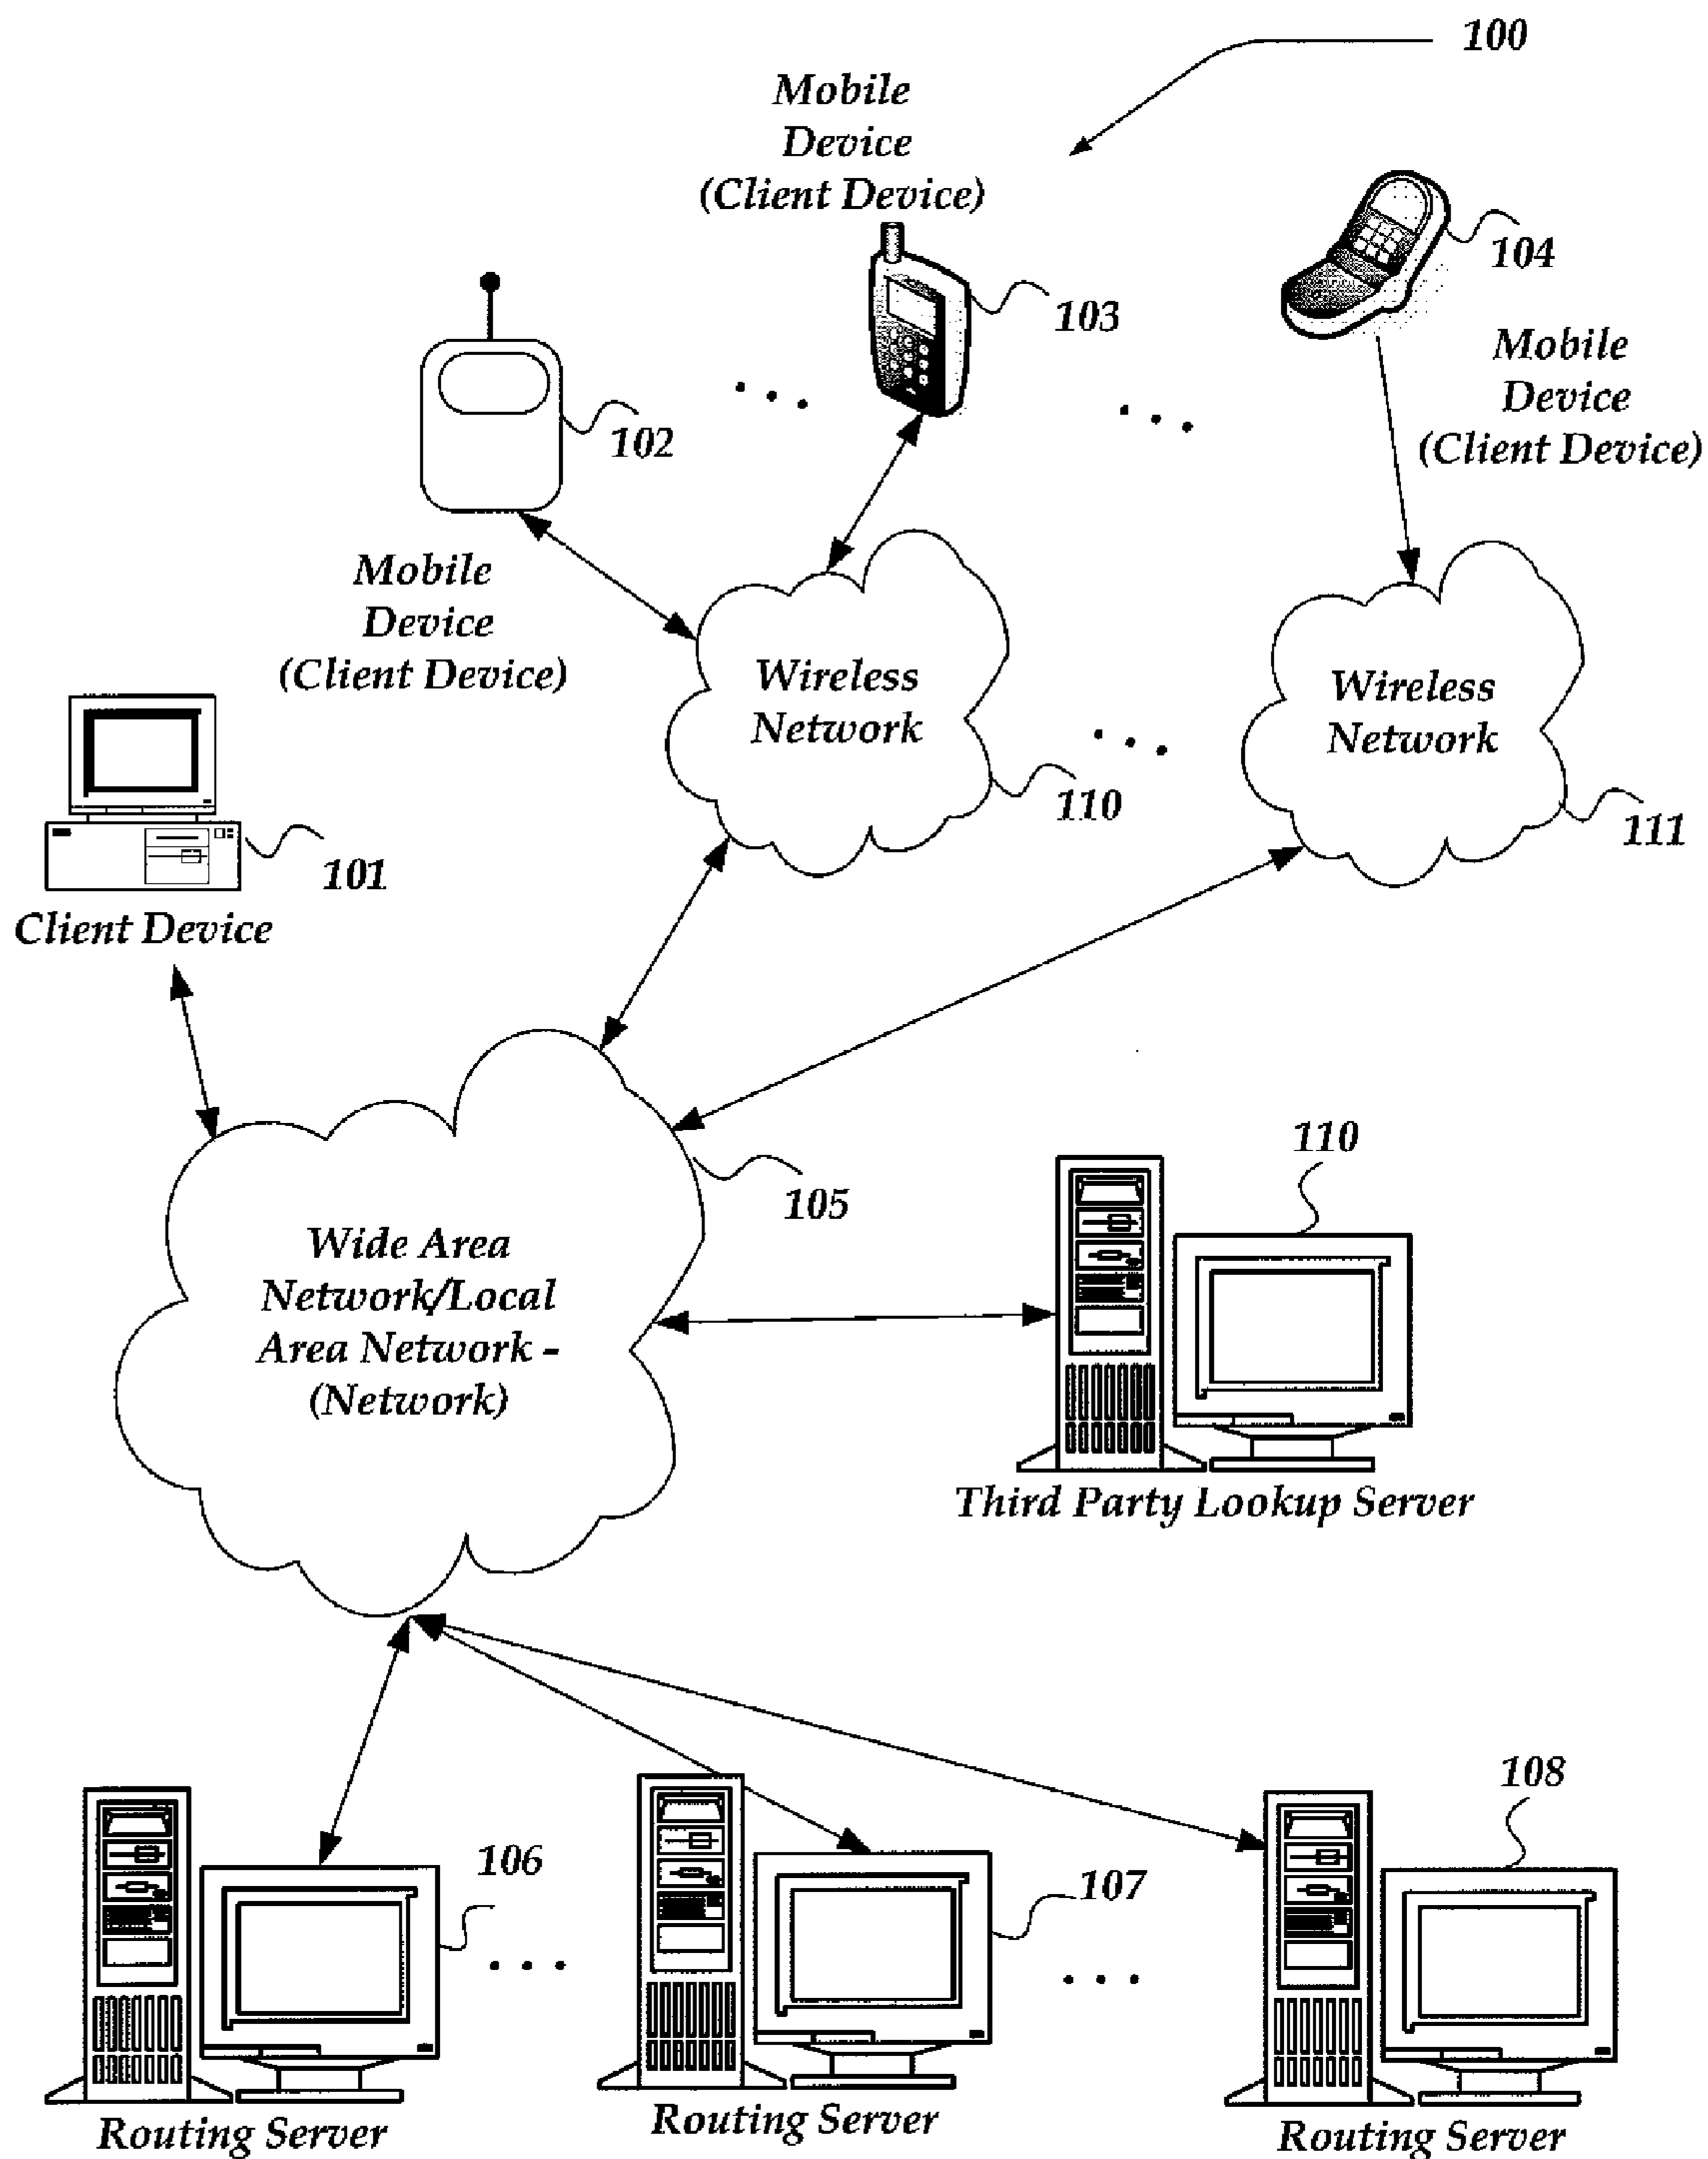 100
Mobile
Device
(Client Device)
104
103
Mobile
Device
(Client Device)
102
Mobile
Device
(Client Device)
Wireless
Network
Wireless
Network
110
111
101
Client Device
105
110
Wide Area
Network/Local
Area Network -
(Network)
Third Party Lookup Server
106
107
108
Routing Server
Routing Server
Routing Server